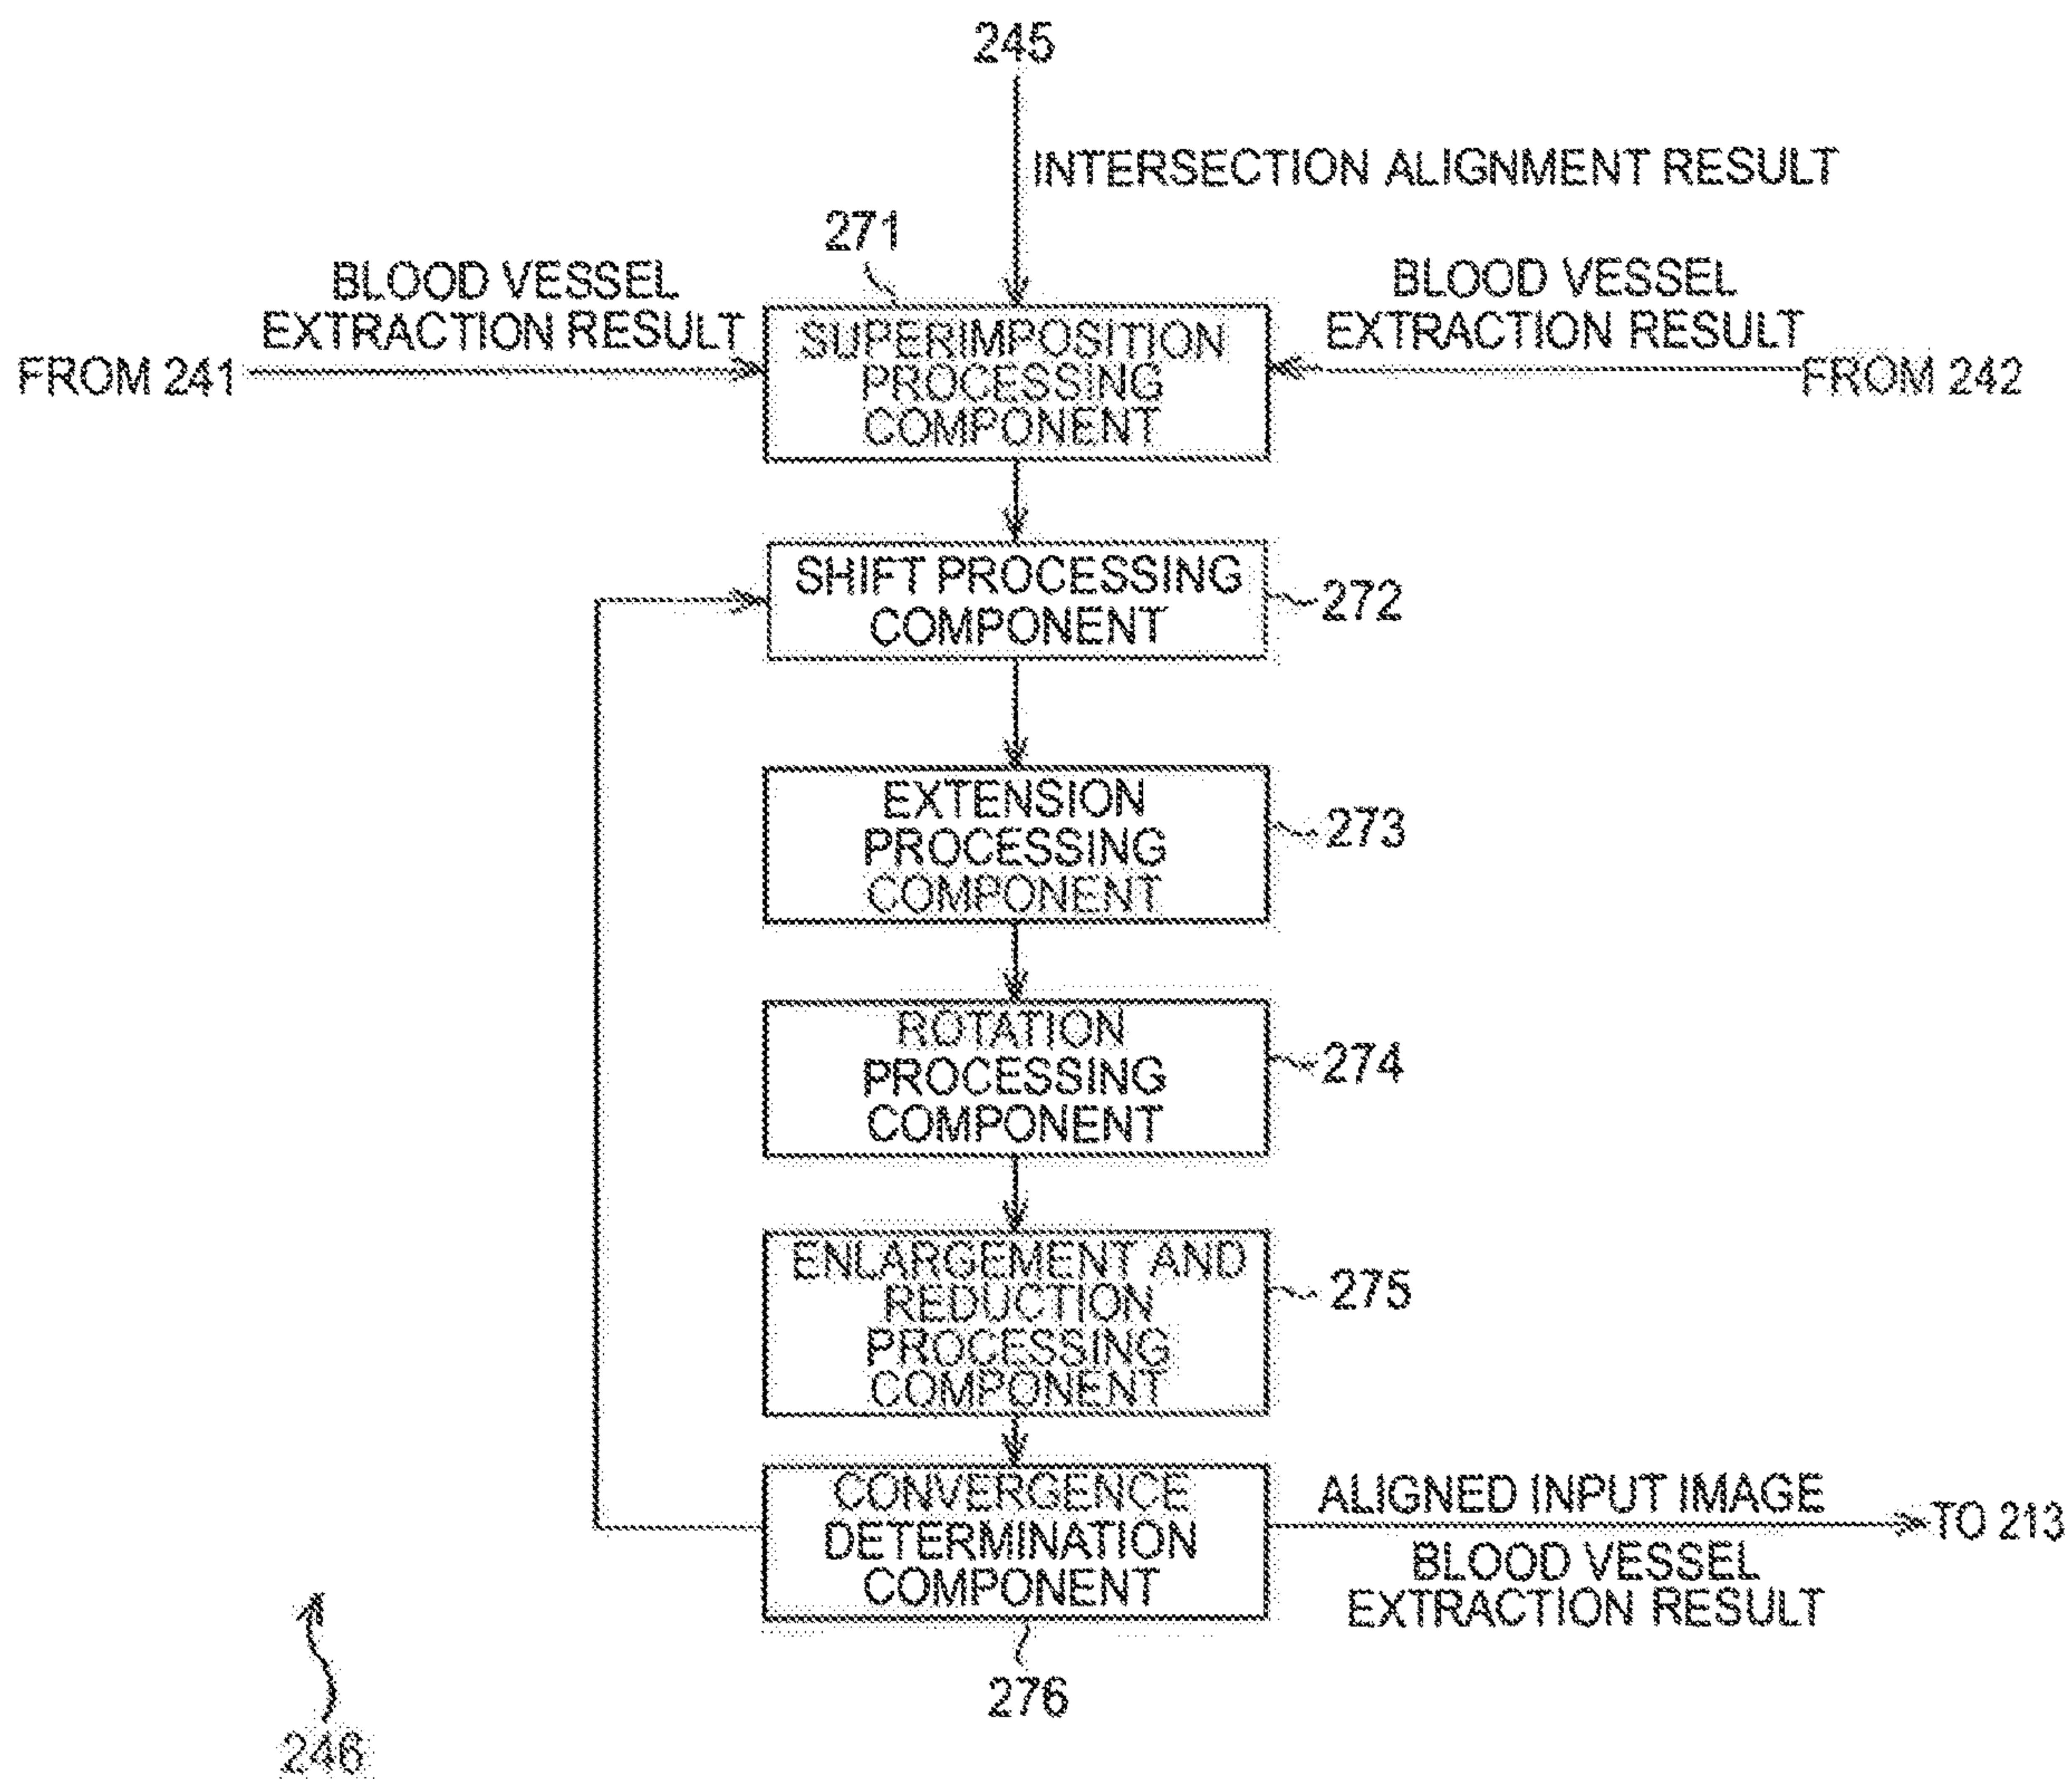 245
INTERSECTION ALIGNMENT RESULT
271
BLOOD VESSEL
EXTRACTION RESULT
FROM 241
BLOOD VESSEL
EXTRACTION RESULT
FROM 242
SUPERIMPOSITION
PROCESSING
COMPONENT
SHIFT PROCESSING
COMPONENT
272
EXTENSION
PROCESSING
COMPONENT
273
ROTATION
PROCESSING
COMPONENT
274
ENLARGEMENT AND
REDUCTION
PROCESSING
COMPONENT
275
CONVERGENCE
DETERMINATION
COMPONENT
276
ALIGNED INPUT IMAGE
BLOOD VESSEL
EXTRACTION RESULT
TO 213
246